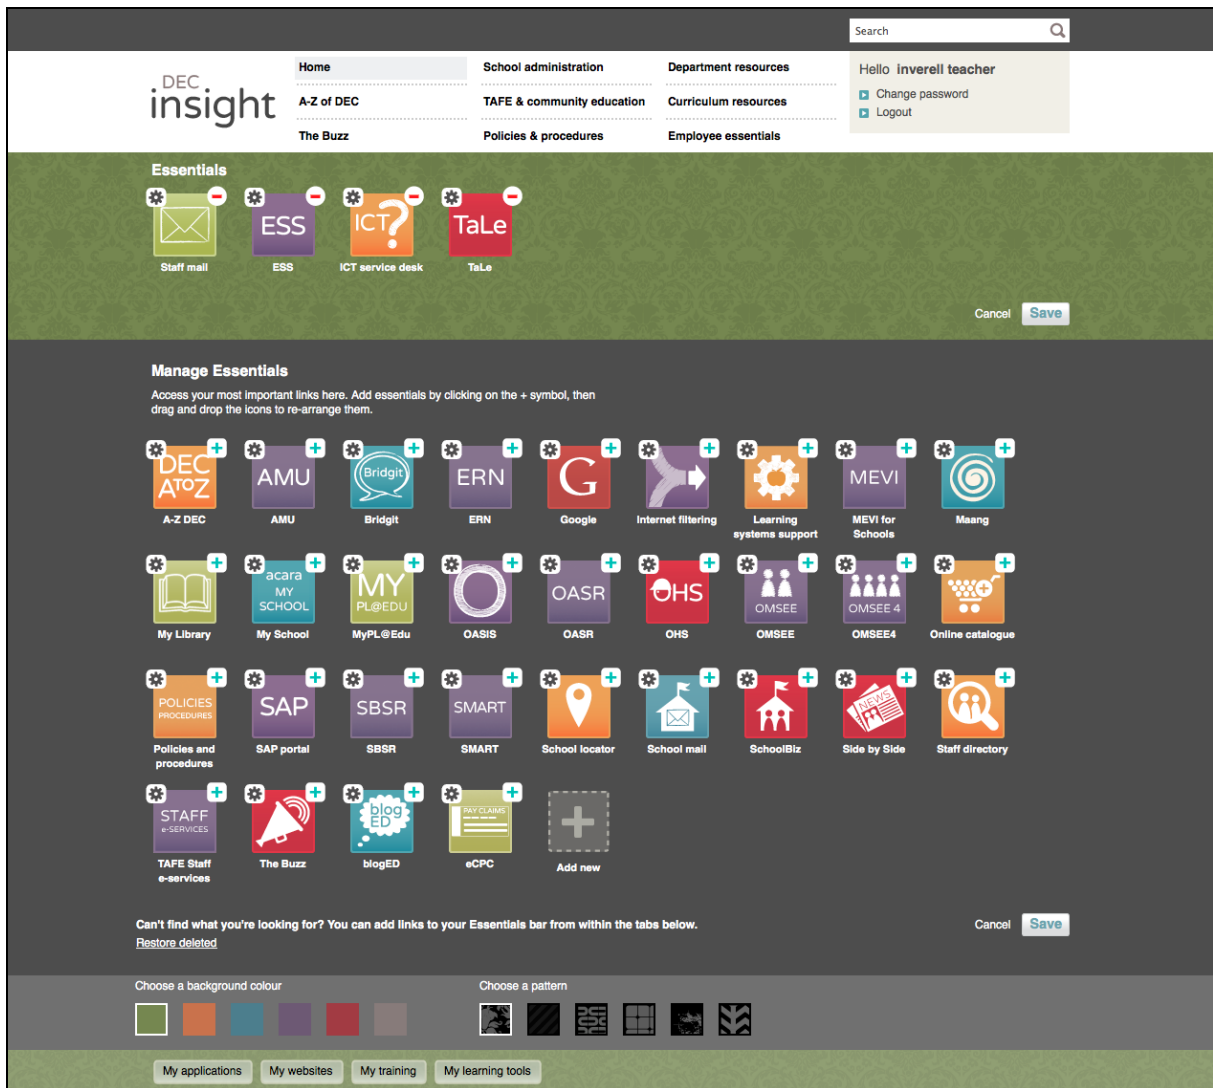 Search
DEC
insight
Home
School administration
Department resources
Hello inverell teacher
A-Z of DEC
TAFE & community education
Curriculum resources
Change password
Logout
The Buzz
Policies & procedures
Employee essentials
Essentials
ESS
ICT?
TaLe
Staff mail
ESS
ICT service desk
TaLe
Cancel
Save
Manage Essentials
Access your most important links here. Add essentials by clicking on the + symbol, then
drag and drop the icons to re-arrange them.
DEC
ATOZ
AMU
Bridgit
ERN
G
MEVI
A-Z DEC
AMU
Bridgit
ERN
Google
Internet filtering
Learning
systems support
MEVI for
Schools
Maang
acara
MY
SCHOOL
MY
PL@EDU
O
OASR
OHS
OMSEE
OMSEE 4
My Library
My School
MyPL@Edu
OASIS
OASR
OHS
OMSEE
OMSEE4
Online catalogue
POLICIES
PROCEDURES
SAP
SBSR
SMART
NEWS
Policies and
procedures
SAP portal
SBSR
SMART
School locator
School mail
SchoolBiz
Side by Side
Staff directory
STAFF
e-SERVICES
blog
ED
PAY CLAIMS
TAFE Staff
e-services
The Buzz
blogED
eCPC
Add new
Can't find what you're looking for? You can add links to your Essentials bar from within the tabs below.
Cancel
Save
Restore deleted
Choose a background colour
Choose a pattern
My applications
My websites
My training
My learning tools